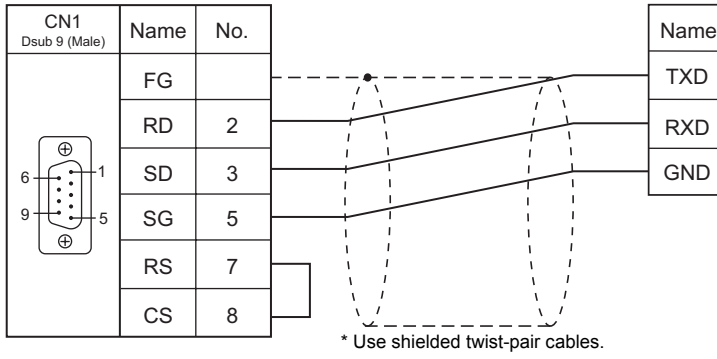 CN1
Dsub 9 (Male)
Name No.
FG
RD 2
SD 3
SG 5
RS 7
CS 8
6 1
9 5
Name
TXD
RXD
GND
* Use shielded twist-pair cables.